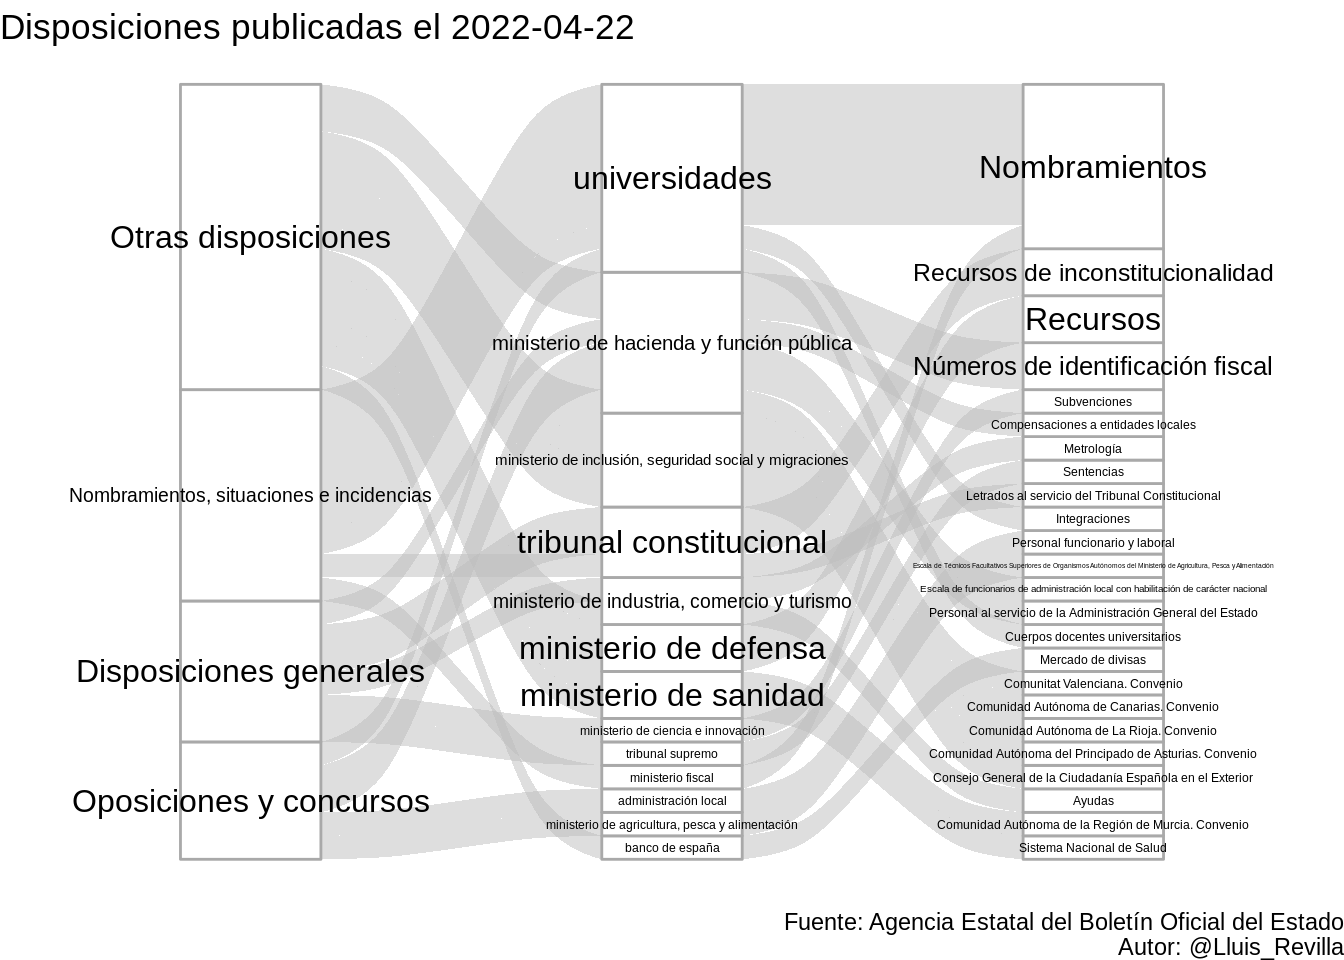 Disposiciones publicadas el 2022-04-22
Otras disposiciones
Nombramientos, situaciones e incidencias
Disposiciones generales
Oposiciones y concursos
universidades
ministerio de hacienda y función pública
ministerio de inclusión, seguridad social y migraciones
tribunal constitucional
ministerio de industria, comercio y turismo
ministerio de defensa
ministerio de sanidad
ministerio de ciencia e innovación
tribunal supremo
ministerio fiscal
administración local
ministerio de agricultura, pesca y alimentación
banco de españa
Nombramientos
Recursos de inconstitucionalidad
Recursos
Números de identificación fiscal
Subvenciones
Compensaciones a entidades locales
Metrología
Sentencias
Letrados al servicio del Tribunal Constitucional
Integraciones
Personal funcionario y laboral
Escala de Técnicos Facultativos Superiores de Organismos Autónomos del Ministerio de Agricultura, Pesca y Alimentación
Escala de funcionarios de administración local con habilitación de carácter nacional
Personal al servicio de la Administración General del Estado
Cuerpos docentes universitarios
Mercado de divisas
Comunitat Valenciana. Convenio
Comunidad Autónoma de Canarias. Convenio
Comunidad Autónoma de La Rioja. Convenio
Comunidad Autónoma del Principado de Asturias. Convenio
Consejo General de la Ciudadanía Española en el Exterior
Ayudas
Comunidad Autónoma de la Región de Murcia. Convenio
Sistema Nacional de Salud
Fuente: Agencia Estatal del Boletín Oficial del Estado
Autor: @Lluis_Revilla